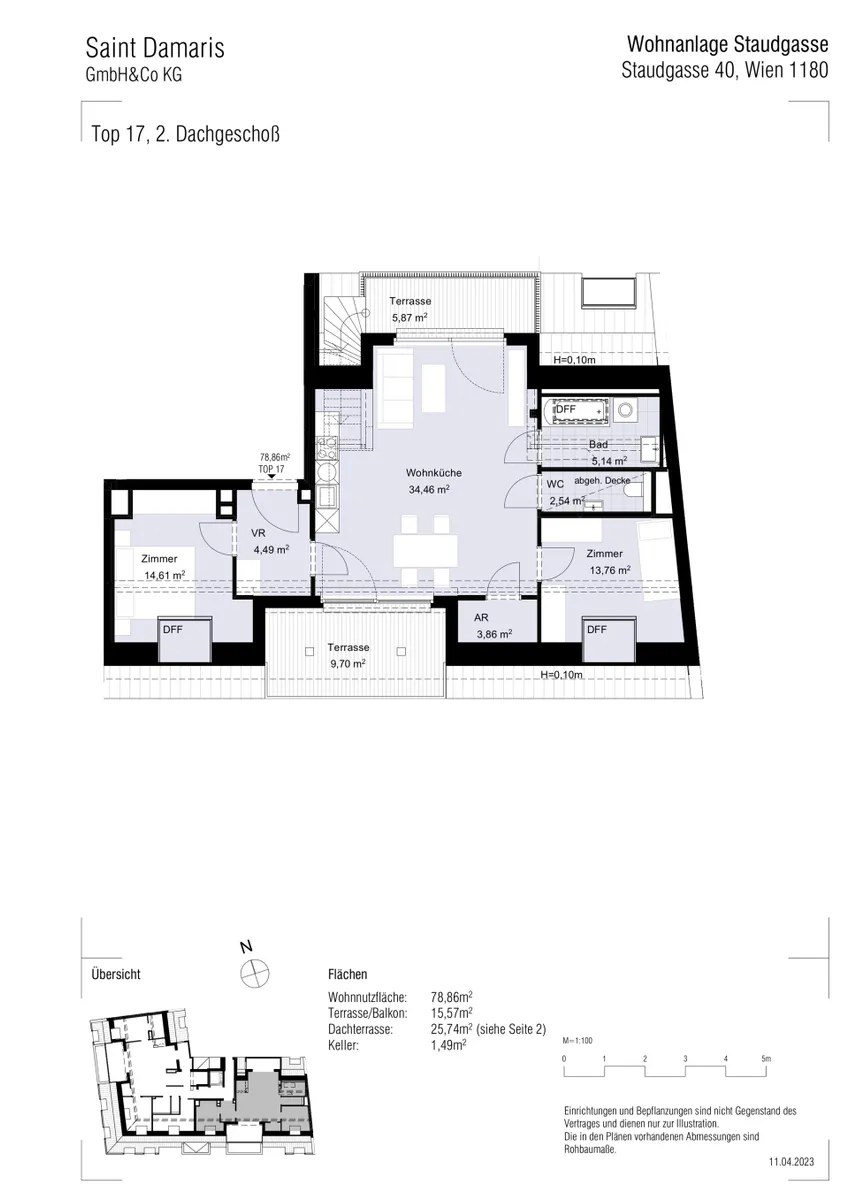 Saint Damaris
GmbH&Co KG
Wohnanlage Staudgasse
Staudgasse 40, Wien 1180
Top 17, 2. Dachgeschoß
Terrasse
5,87 m²
H=0,10m
DFF
Bad
5,14 m²
78,86m²
TOP 17
Wohnküche
34,46 m²
WC
abgeh. Decke
2,54 m²
VR
4,49 m²
Zimmer
14,61 m²
Zimmer
13,76 m²
AR
3,86 m²
DFF
DFF
Terrasse
9,70 m²
H=0,10m
N
Übersicht
Flächen
Wohnnutzfläche: 78,86m²
Terrasse/Balkon: 15,57m²
Dachterrasse: 25,74m² (siehe Seite 2)
Keller: 1,49m²
M=1:100
0 1 2 3 4 5m
Einrichtungen und Bepflanzungen sind nicht Gegenstand des
Vertrages und dienen nur zur Illustration.
Die in den Plänen vorhandenen Abmessungen sind
Rohbaumaße.
11.04.2023